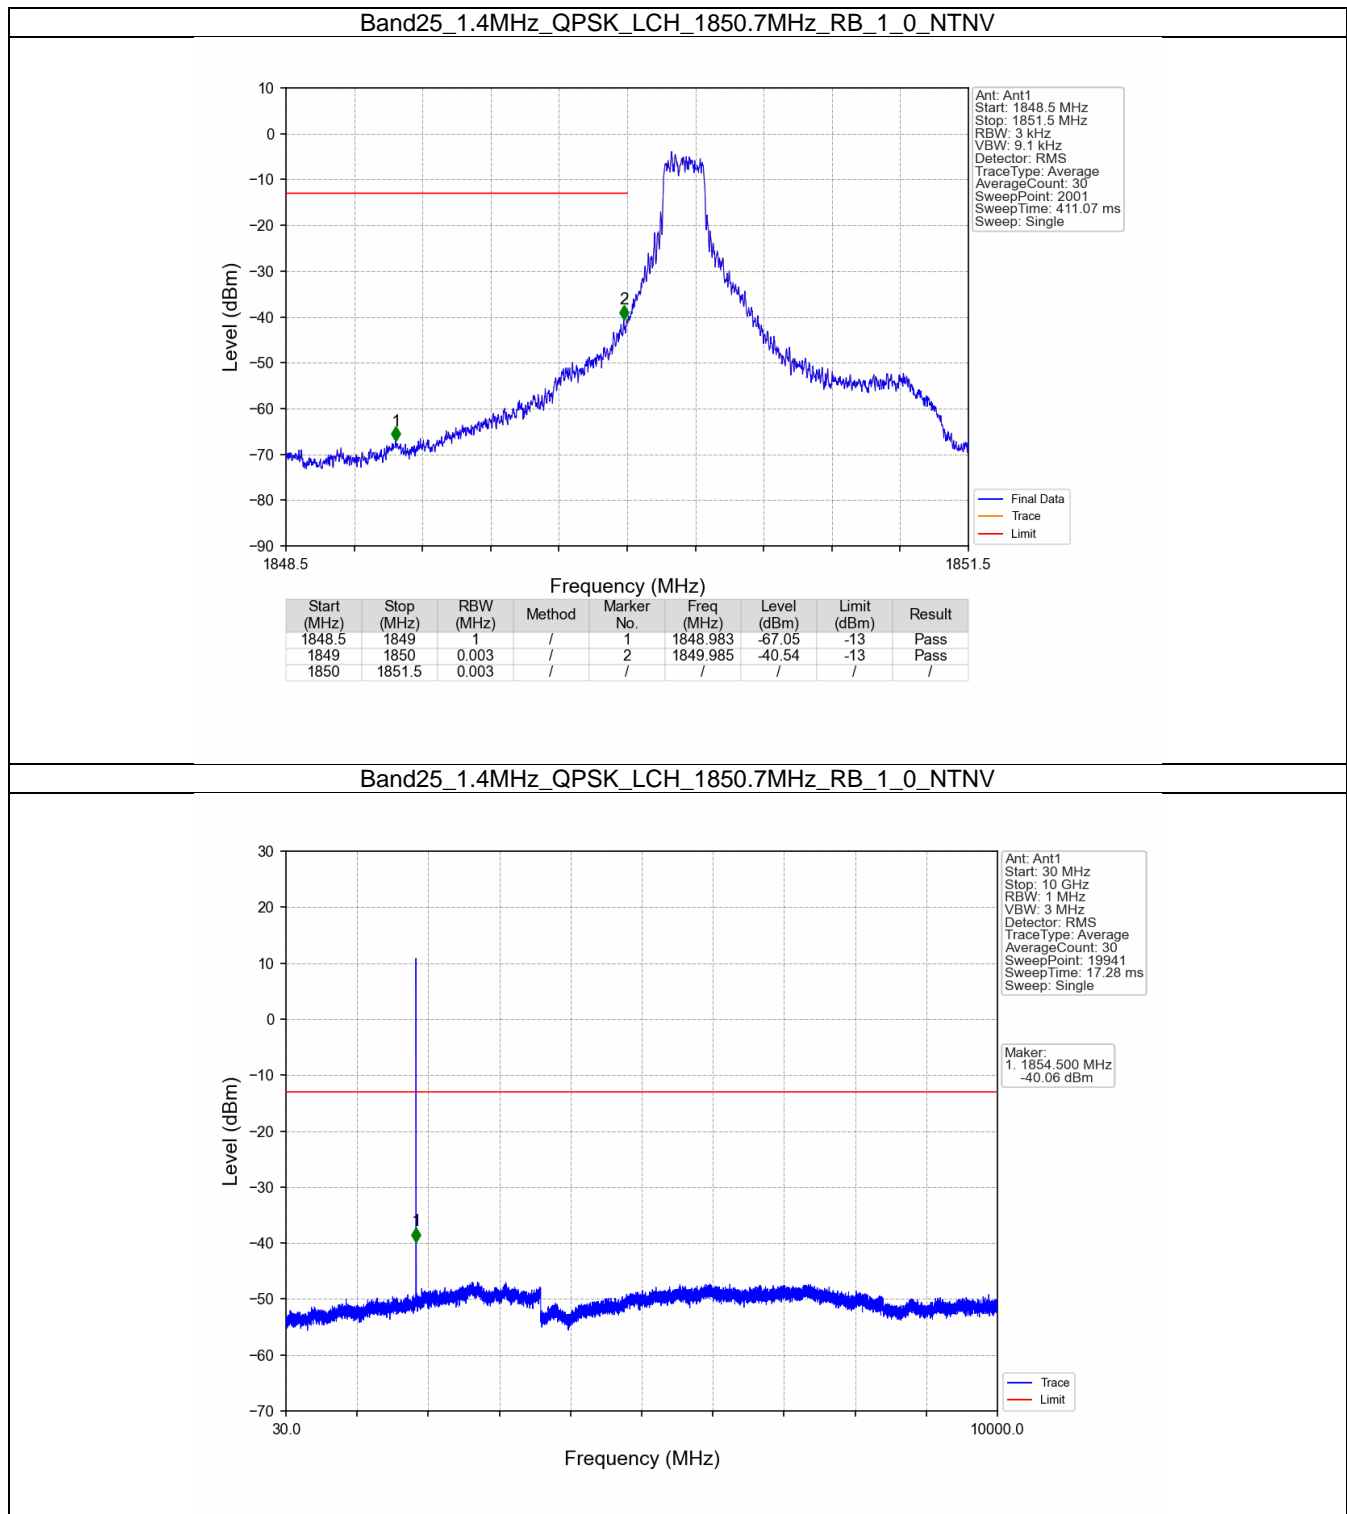 Band25_1.4MHz_QPSK_LCH_1850.7MHz_RB_1_0_NTNV
10
0
−10
−20
−30
−40
−50
−60
−70
−80
−90
Level (dBm)
1
2
1848.5
1851.5
Frequency (MHz)
Ant: Ant1
Start: 1848.5 MHz
Stop: 1851.5 MHz
RBW: 3 kHz
VBW: 9.1 kHz
Detector: RMS
TraceType: Average
AverageCount: 30
SweepPoint: 2001
SweepTime: 411.07 ms
Sweep: Single
Final Data
Trace
Limit
Start (MHz) Stop (MHz) RBW (MHz) Method Marker No. Freq (MHz) Level (dBm) Limit (dBm) Result
1848.5 1849 1 / 1 1848.983 -67.05 -13 Pass
1849 1850 0.003 / 2 1849.985 -40.54 -13 Pass
1850 1851.5 0.003 / / / / / /
Band25_1.4MHz_QPSK_LCH_1850.7MHz_RB_1_0_NTNV
30
20
10
0
−10
−20
−30
−40
−50
−60
−70
Level (dBm)
1
30.0
10000.0
Frequency (MHz)
Ant: Ant1
Start: 30 MHz
Stop: 10 GHz
RBW: 1 MHz
VBW: 3 MHz
Detector: RMS
TraceType: Average
AverageCount: 30
SweepPoint: 19941
SweepTime: 17.28 ms
Sweep: Single
Maker:
1. 1854.500 MHz
-40.06 dBm
Trace
Limit